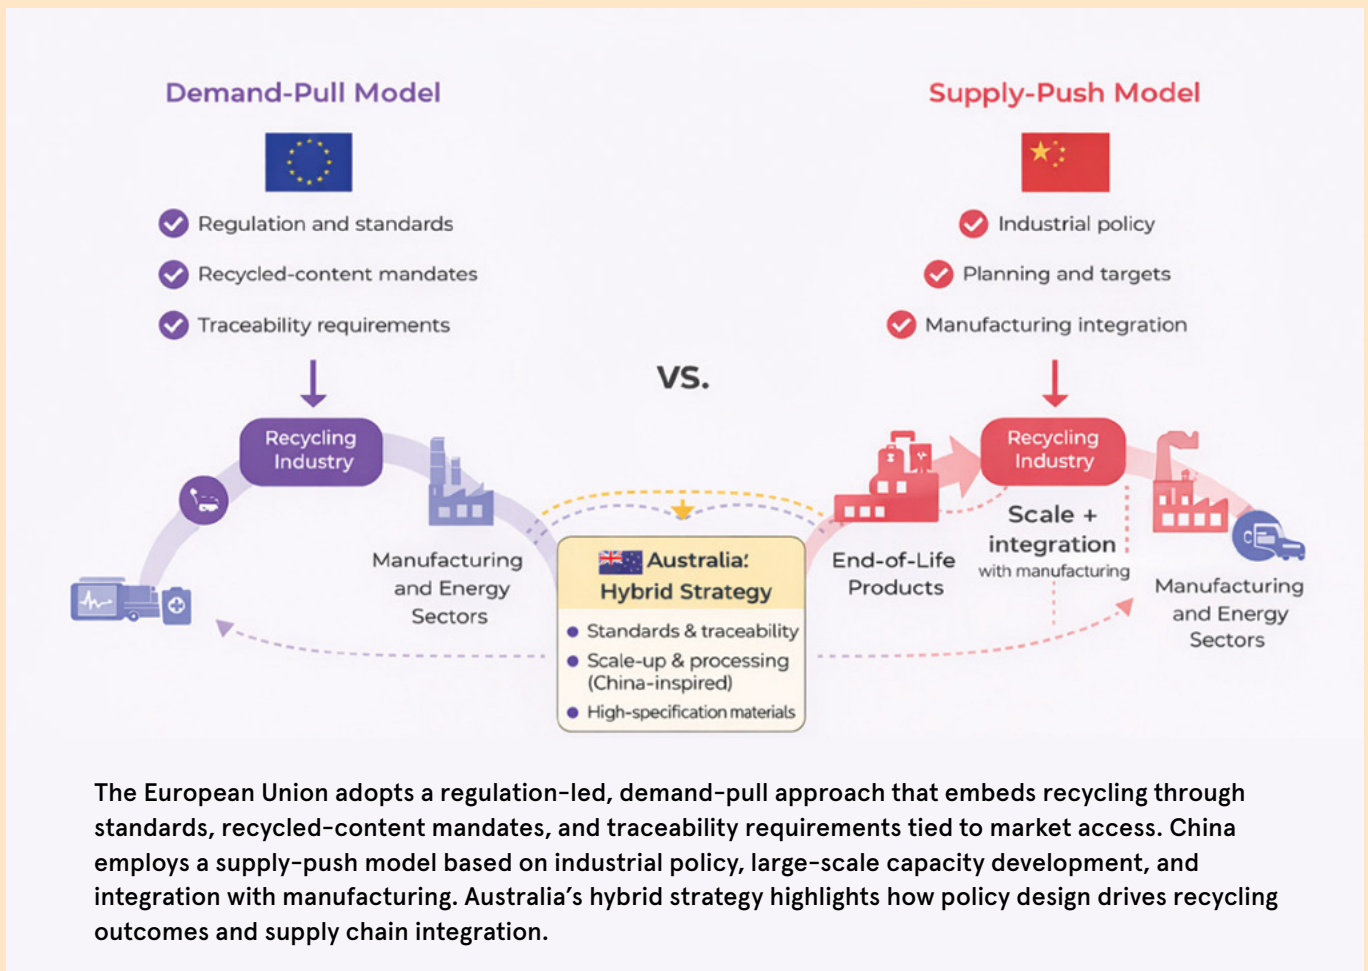 Demand-Pull Model
Regulation and standards
Recycled-content mandates
Traceability requirements
Recycling
Industry
Manufacturing
and Energy
Sectors
VS.
Supply-Push Model
Industrial policy
Planning and targets
Manufacturing integration
Recycling
Industry
Scale +
integration
with manufacturing
End-of-Life
Products
Manufacturing
and Energy
Sectors
Australia:
Hybrid Strategy
Standards & traceability
Scale-up & processing
(China-inspired)
High-specification materials
The European Union adopts a regulation-led, demand-pull approach that embeds recycling through
standards, recycled-content mandates, and traceability requirements tied to market access. China
employs a supply-push model based on industrial policy, large-scale capacity development, and
integration with manufacturing. Australia's hybrid strategy highlights how policy design drives recycling
outcomes and supply chain integration.